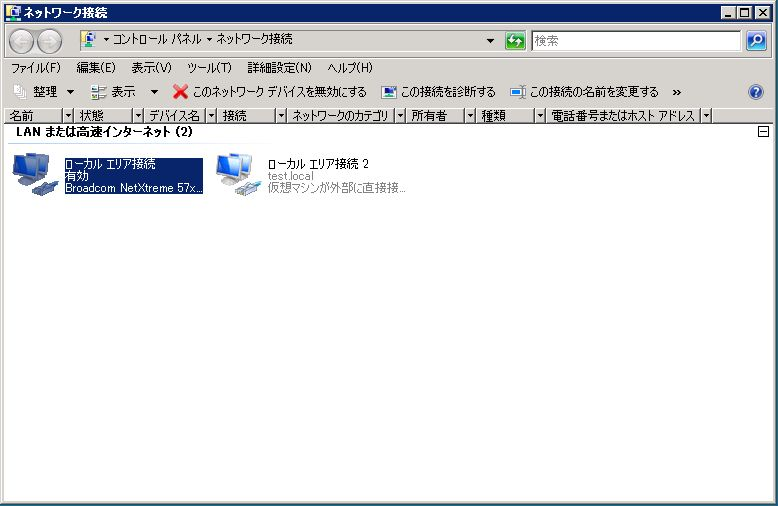 ネットワーク接続
コントロール パネル ネットワーク接続 検索
ファイル(F) 編集(E) 表示(V) ツール(T) 詳細設定(N) ヘルプ(H)
整理 表示 このネットワーク デバイスを無効にする この接続を診断する この接続の名前を変更する »
名前 状態 デバイス名 接続 ネットワークのカテゴリ 所有者 種類 電話番号またはホスト アドレス
LAN または高速インターネット (2)
ローカル エリア接続
有効
Broadcom NetXtreme 57x...
ローカル エリア接続 2
test.local
仮想マシンが外部に直接接...